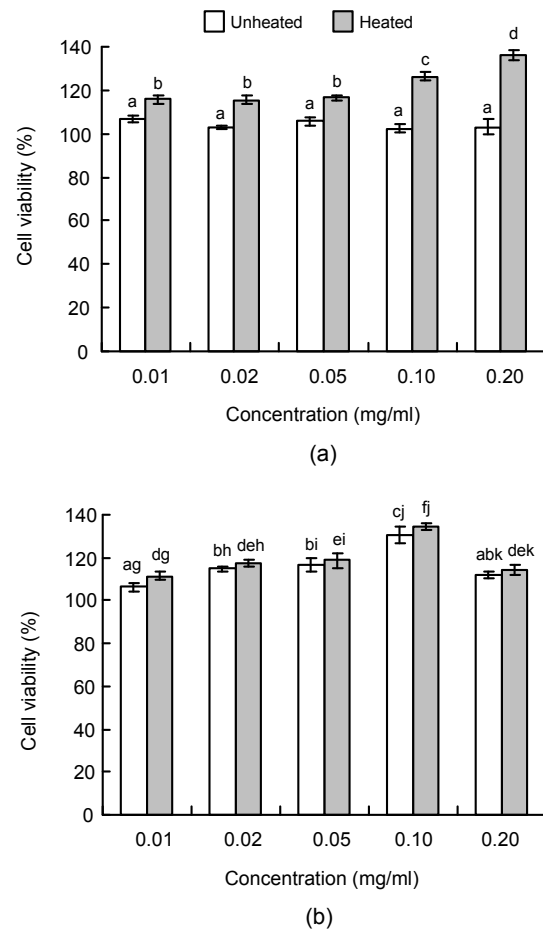 Unheated Heated
Cell viability (%)
140
120
100
80
60
40
20
0
a b a b a b a c a d
0.01 0.02 0.05 0.10 0.20
Concentration (mg/ml)
(a)
Cell viability (%)
140
120
100
80
60
40
20
0
ag dg bh deh bi ei cj fj abk dek
0.01 0.02 0.05 0.10 0.20
Concentration (mg/ml)
(b)